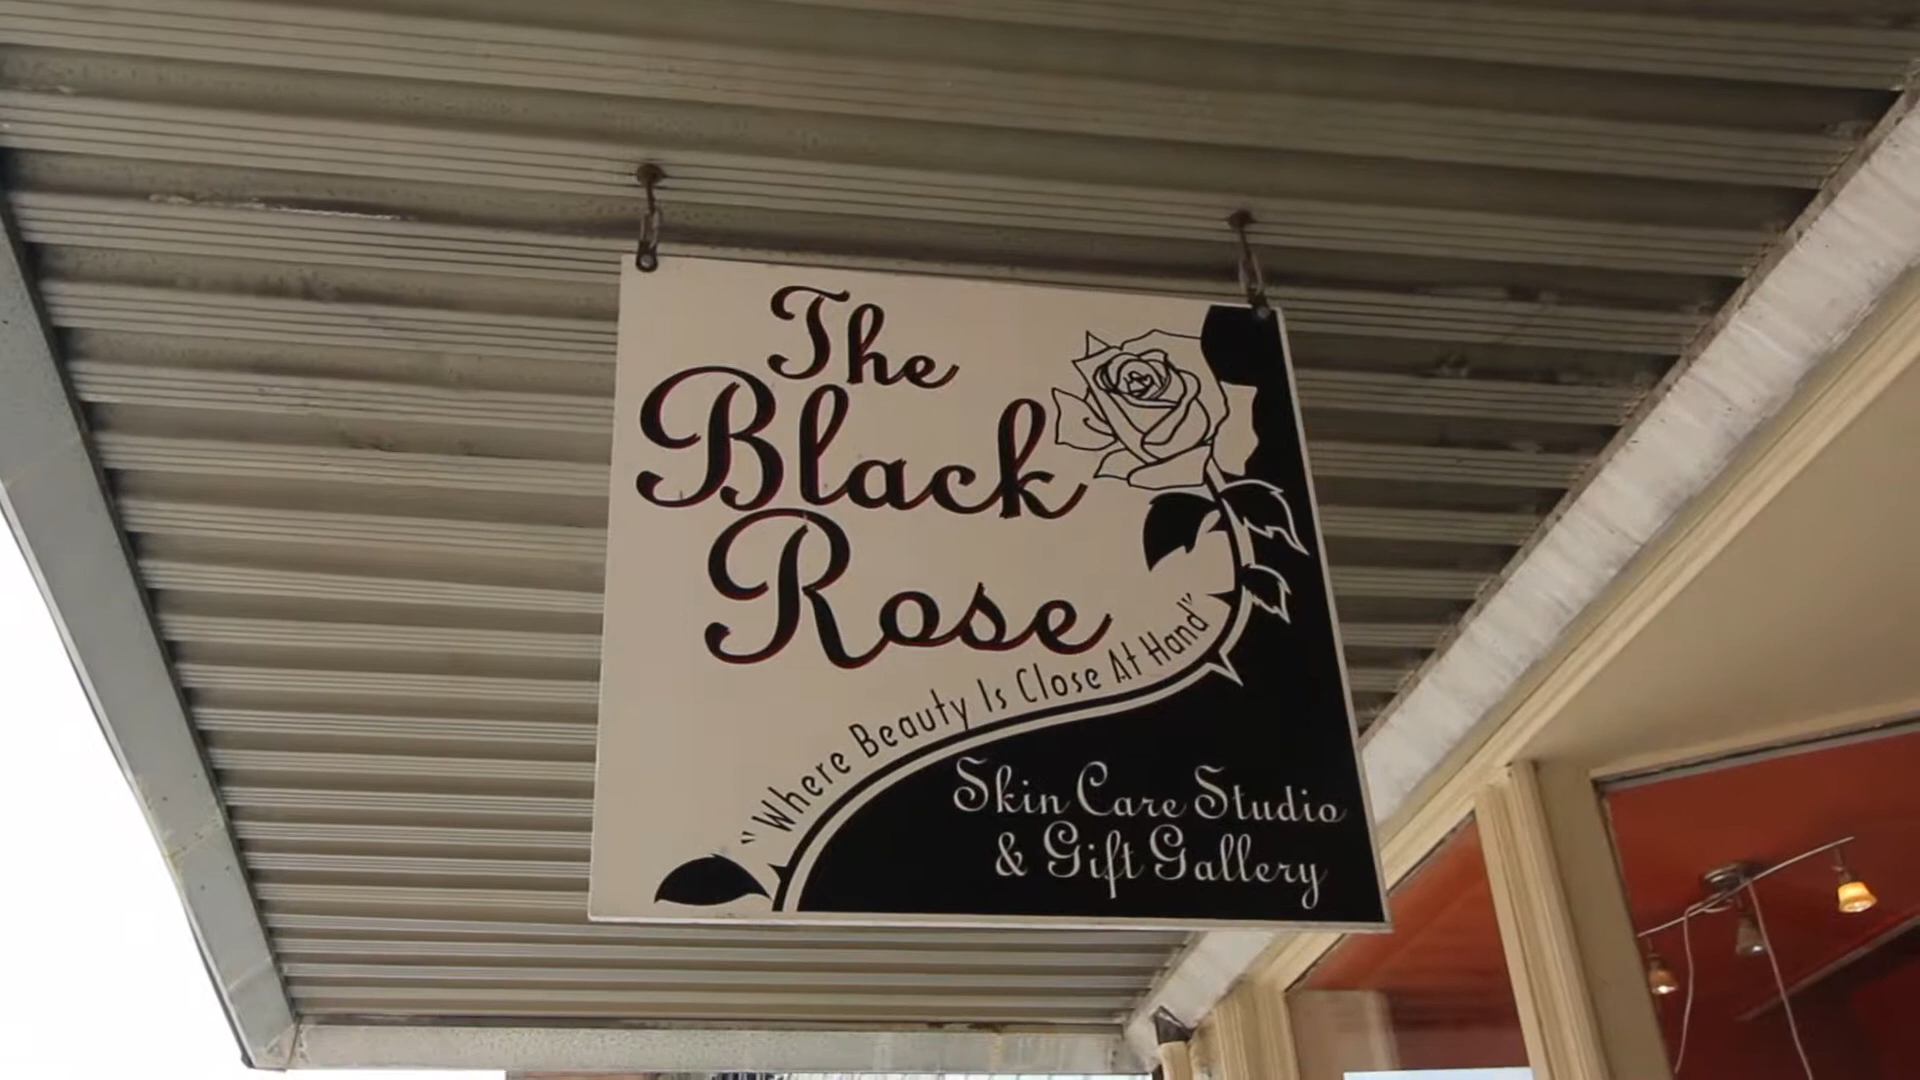 The
Black
Rose
"Where Beauty Is Close At Hand"
Skin Care Studio
& Gift Gallery